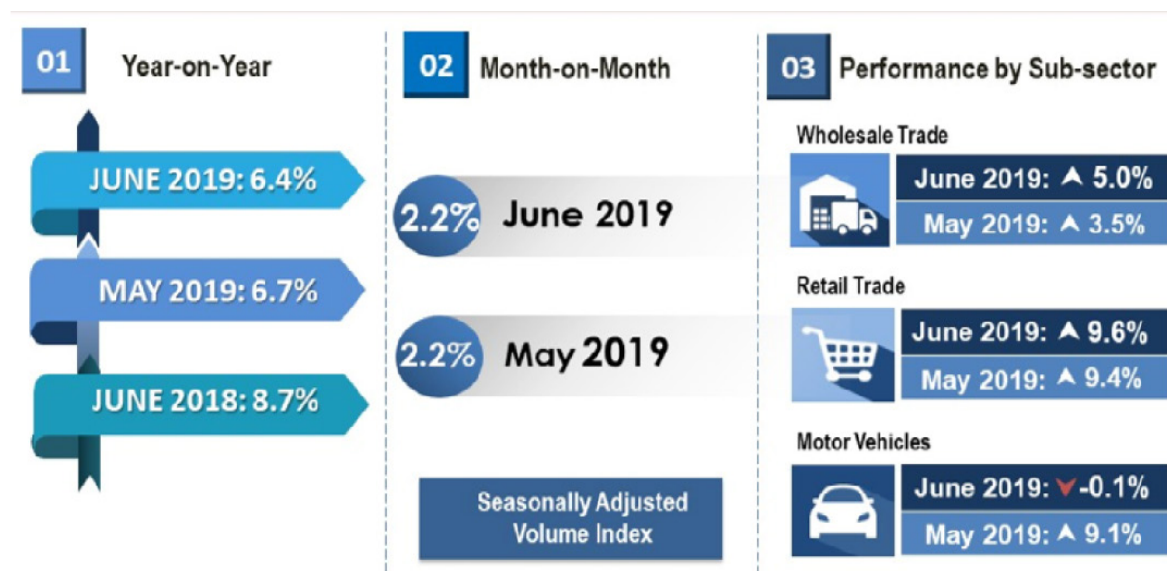 01 Year-on-Year
JUNE 2019: 6.4%
MAY 2019: 6.7%
JUNE 2018: 8.7%
02 Month-on-Month
2.2% June 2019
2.2% May 2019
Seasonally Adjusted
Volume Index
03 Performance by Sub-sector
Wholesale Trade
June 2019: 5.0%
May 2019: 3.5%
Retail Trade
June 2019: 9.6%
May 2019: 9.4%
Motor Vehicles
June 2019: -0.1%
May 2019: 9.1%